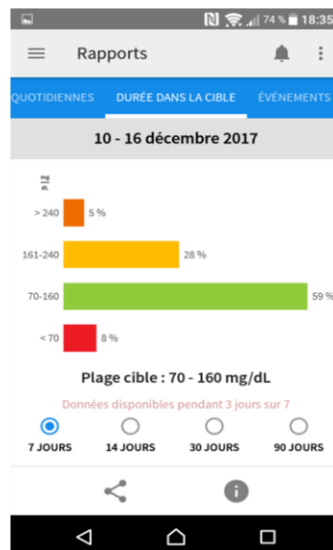 74 % 18:35
Rapports
QUOTIDIENNES DURÉE DANS LA CIBLE ÉVÉNEMENTS
10 - 16 décembre 2017
mg
dL
> 240 5 %
161-240 28 %
70-160 59 %
< 70 8 %
Plage cible : 70 - 160 mg/dL
Données disponibles pendant 3 jours sur 7
7 JOURS 14 JOURS 30 JOURS 90 JOURS